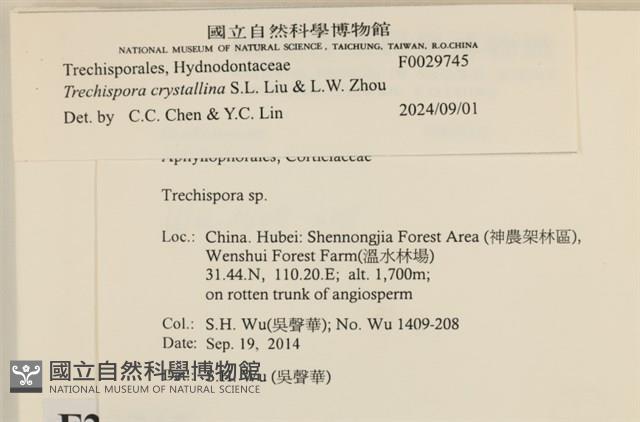 國立自然科學博物館
NATIONAL MUSEUM OF NATURAL SCIENCE, TAICHUNG, TAIWAN, R.O.CHINA
Trechisporales, Hydnodontaceae F0029745
Trechispora crystallina S.L. Liu & L.W. Zhou
Det. by C.C. Chen & Y.C. Lin 2024/09/01
Aphyllophorales, Corticiaceae
Trechispora sp.
Loc.: China. Hubei: Shennongjia Forest Area (神農架林區),
Wenshui Forest Farm(溫水林場)
31.44.N, 110.20.E; alt. 1,700m;
on rotten trunk of angiosperm
Col.: S.H. Wu(吳聲華); No. Wu 1409-208
Date: Sep. 19, 2014
Wu (吳聲華)
國立自然科學博物館
NATIONAL MUSEUM OF NATURAL SCIENCE